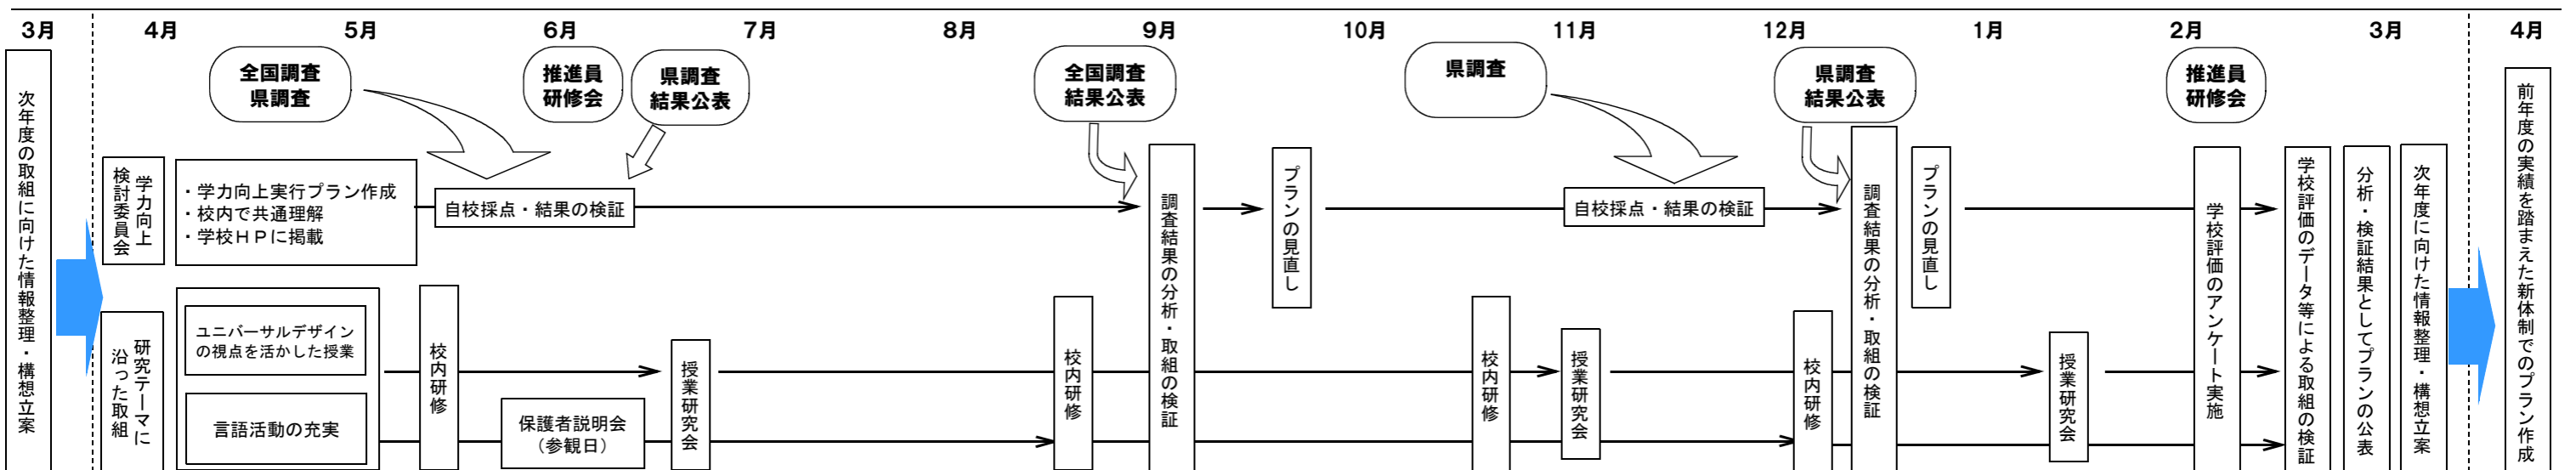 3月
4月
5月
6月
7月
8月
9月
10月
11月
12月
1月
2月
3月
4月
全国調査
県調査
推進員
研修会
県調査
結果公表
全国調査
結果公表
県調査
県調査
結果公表
推進員
研修会
次年度の取組に向けた情報整理・構想立案
学力向上
検討委員会
・学力向上実行プラン作成
・校内で共通理解
・学校ＨＰに掲載
自校採点・結果の検証
調査結果の分析・取組の検証
プランの見直し
自校採点・結果の検証
調査結果の分析・取組の検証
プランの見直し
学校評価のアンケート実施
学校評価のデータ等による取組の検証
分析・検証結果としてプランの公表
次年度に向けた情報整理・構想立案
前年度の実績を踏まえた新体制でのプラン作成
研究テーマに
沿った取組
ユニバーサルデザイン
の視点を活かした授業
言語活動の充実
校内研修
保護者説明会
（参観日）
授業研究会
校内研修
校内研修
授業研究会
校内研修
授業研究会